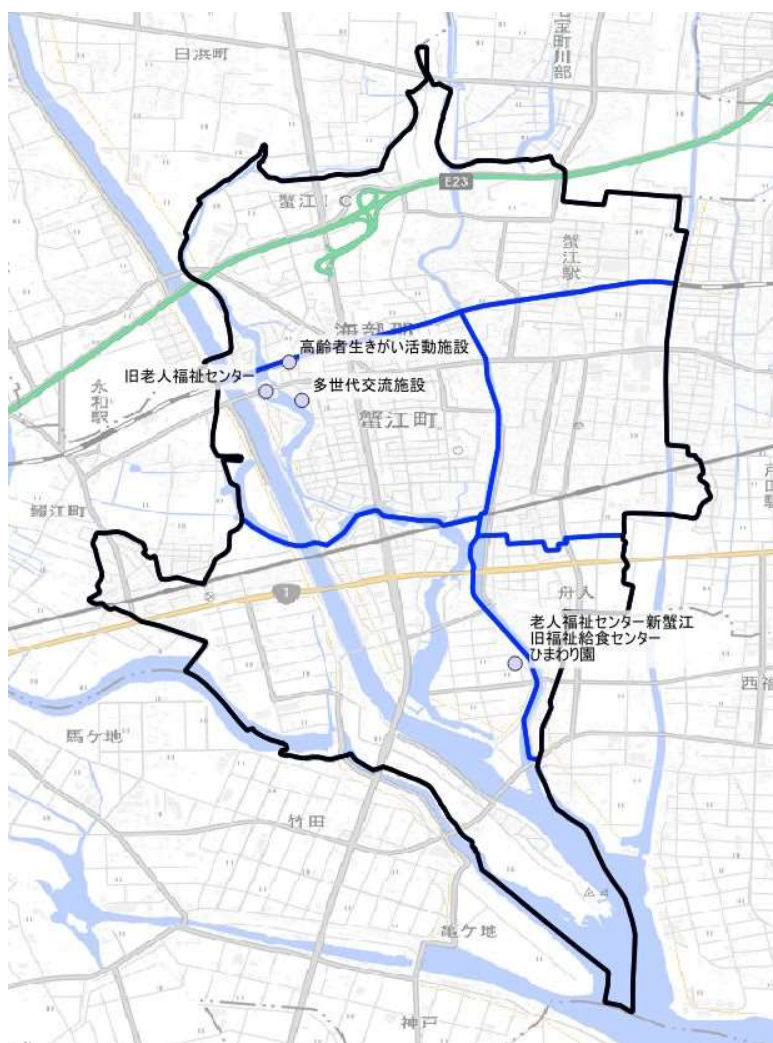 日浜町
宝町川部
E23
蟹江IC
蟹江駅
海部郡
高齢者生きがい活動施設
旧老人福祉センター
多世代交流施設
永和駅
蟹江町
戸田駅
1
舟入
老人福祉センター新蟹江
旧福祉給食センター
ひまわり園
西福
馬ケ地
竹田
亀ケ地
神戸